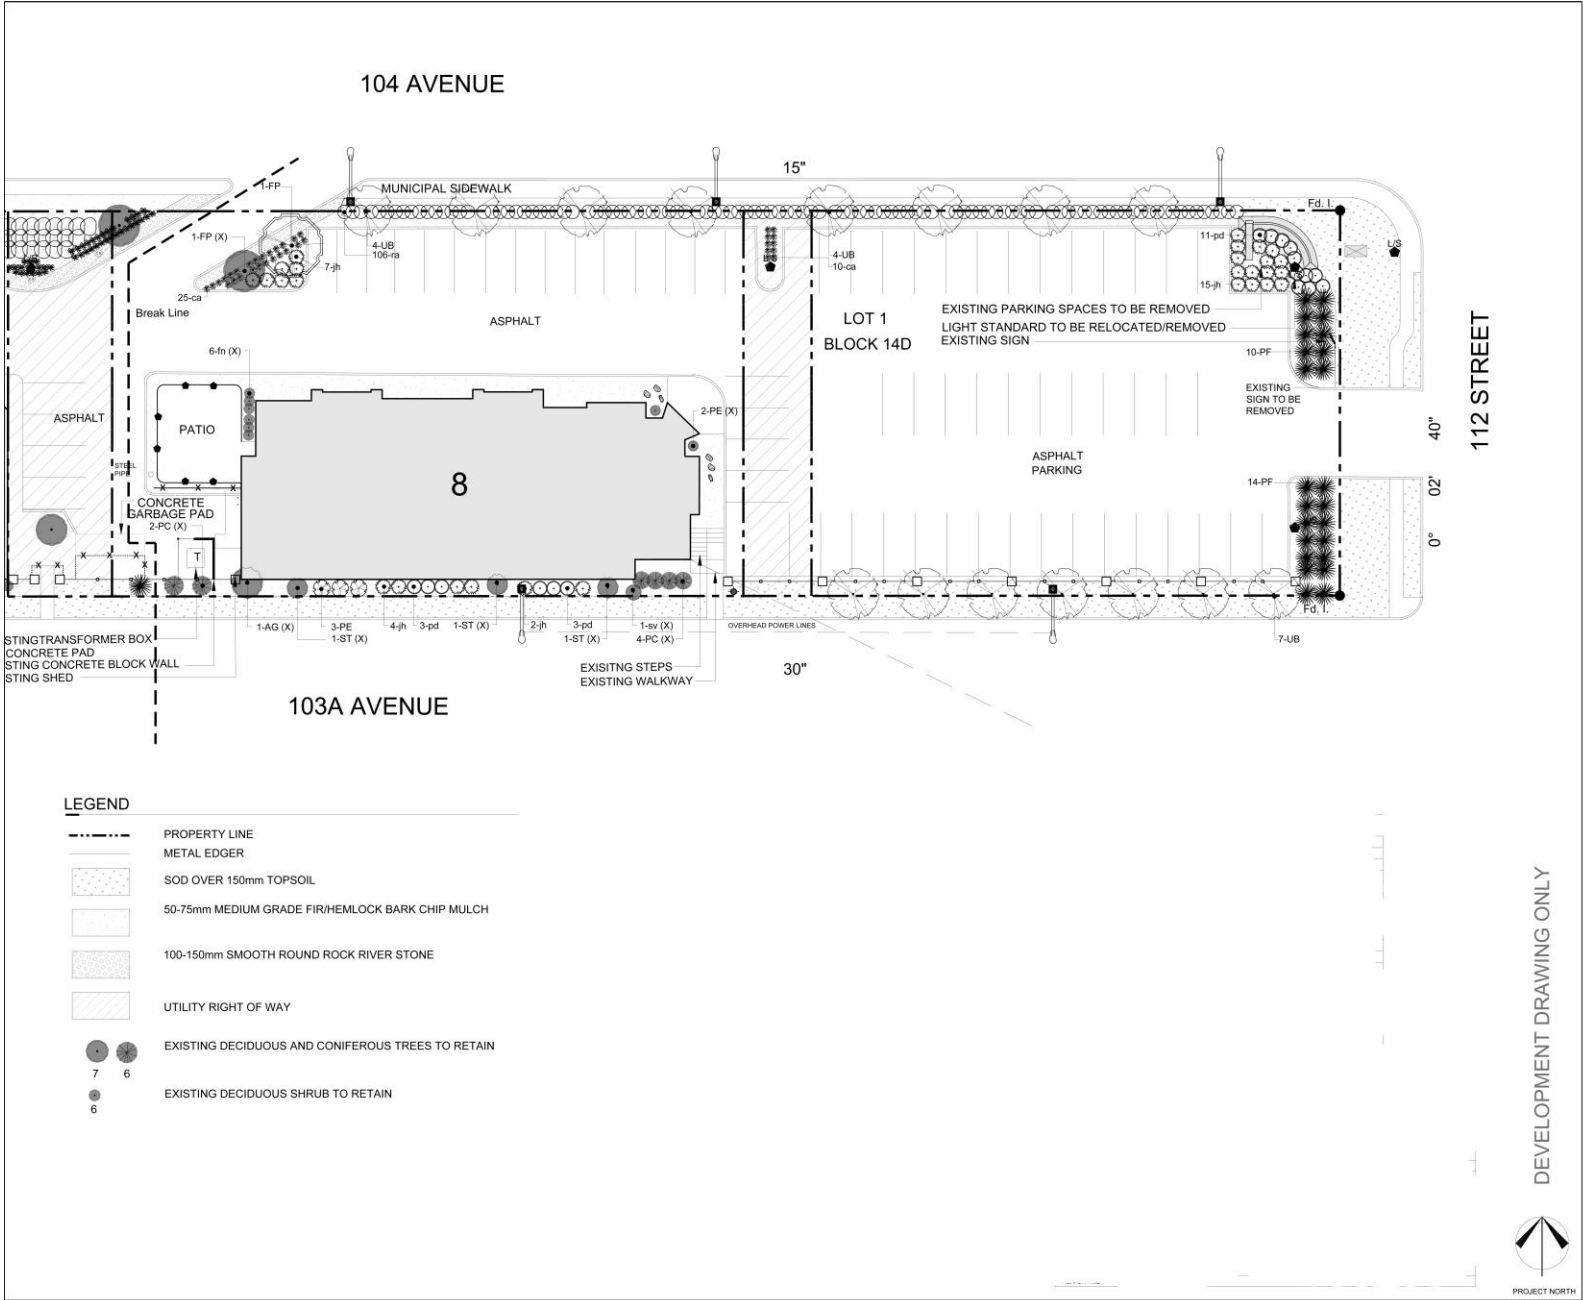 104 AVENUE
15"
MUNICIPAL SIDEWALK
1-FP
Fd. I.
1-FP (X)
4-UB
106-ra
7-jh
4-UB
10-ca
11-pd
L/S
25-ca
15-jh
Break Line
EXISTING PARKING SPACES TO BE REMOVED
ASPHALT
LOT 1
BLOCK 14D
LIGHT STANDARD TO BE RELOCATED/REMOVED
EXISTING SIGN
6-fn (X)
10-PF
EXISTING
SIGN TO BE
REMOVED
112 STREET
ASPHALT
PATIO
2-PE (X)
40"
STEEL
PIPE
8
ASPHALT
PARKING
14-PF
02'
CONCRETE
GARBAGE PAD
2-PC (X)
0°
X X X
X X X
X X X
T
Fd. I.
1-AG (X)
3-PE
1-ST (X)
4-jh
3-pd
1-ST (X)
2-jh
3-pd
1-ST (X)
1-sv (X)
4-PC (X)
OVERHEAD POWER LINES
7-UB
STINGTRANSFORMER BOX
CONCRETE PAD
STING CONCRETE BLOCK WALL
STING SHED
EXISITNG STEPS
EXISTING WALKWAY
30"
103A AVENUE
LEGEND
PROPERTY LINE
METAL EDGER
SOD OVER 150mm TOPSOIL
50-75mm MEDIUM GRADE FIR/HEMLOCK BARK CHIP MULCH
100-150mm SMOOTH ROUND ROCK RIVER STONE
UTILITY RIGHT OF WAY
EXISTING DECIDUOUS AND CONIFEROUS TREES TO RETAIN
7 6
EXISTING DECIDUOUS SHRUB TO RETAIN
6
DEVELOPMENT DRAWING ONLY
PROJECT NORTH